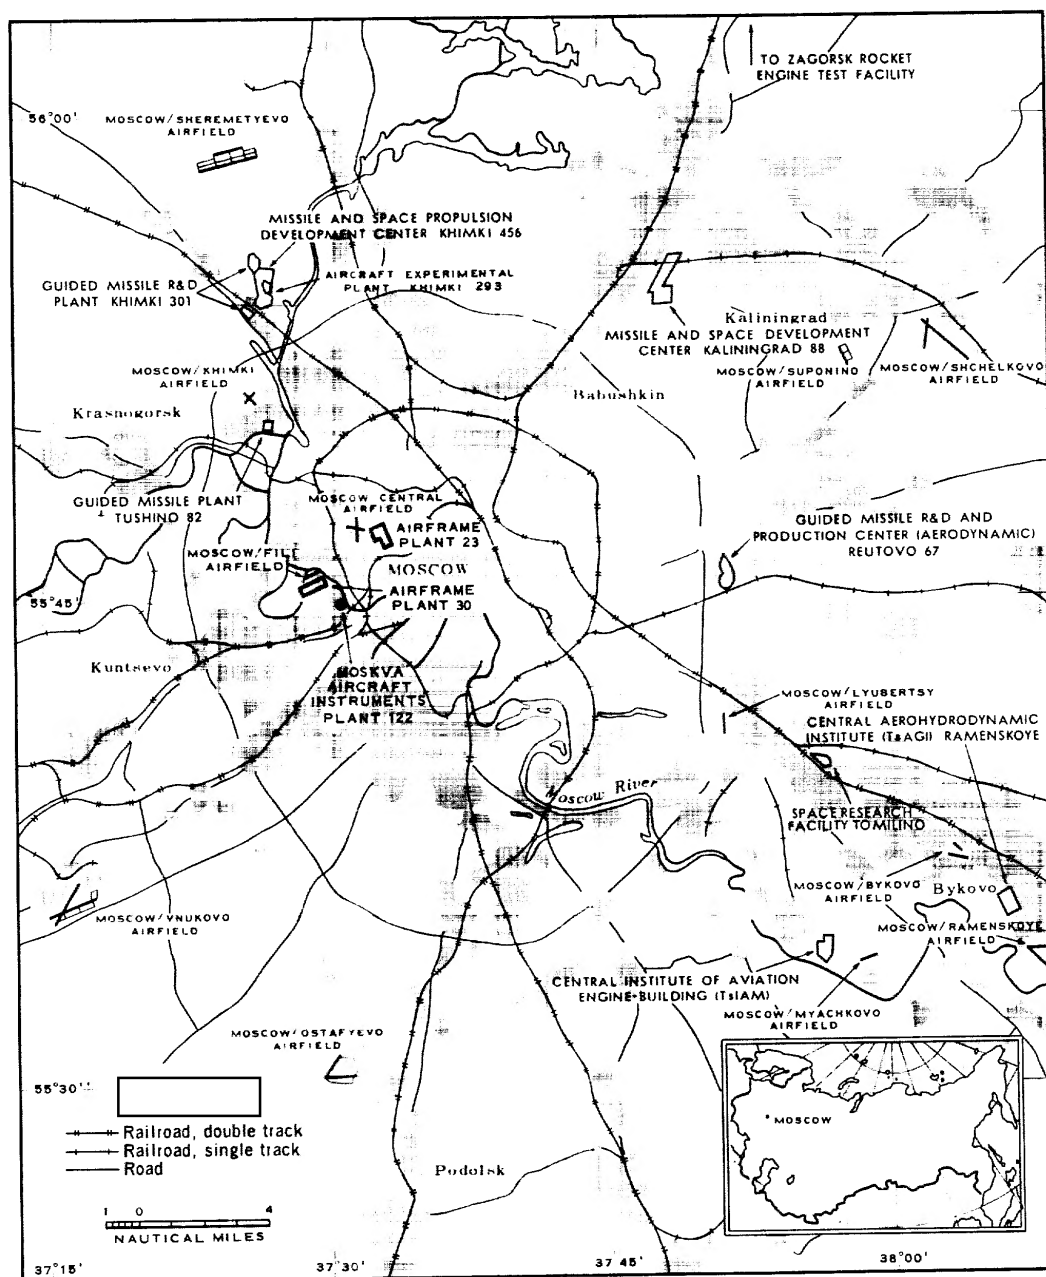 TO ZAGORSK ROCKET
ENGINE TEST FACILITY
56°00'
MOSCOW/SHEREMETYEVO
AIRFIELD
MISSILE AND SPACE PROPULSION
DEVELOPMENT CENTER KHIMKI 456
GUIDED MISSILE R&D
PLANT KHIMKI 301
AIRCRAFT EXPERIMENTAL
PLANT KHIMKI 293
Kaliningrad
MISSILE AND SPACE DEVELOPMENT
CENTER KALININGRAD 88
MOSCOW/KHIMKI
AIRFIELD
MOSCOW/SUPONINO
AIRFIELD
MOSCOW/SHCHELKOVO
AIRFIELD
Krasnogorsk
Babushkin
GUIDED MISSILE PLANT
TUSHINO 82
MOSCOW CENTRAL
AIRFIELD
AIRFRAME
PLANT 23
GUIDED MISSILE R&D AND
PRODUCTION CENTER (AERODYNAMIC)
REUTOVO 67
MOSCOW/FILI
AIRFIELD
MOSCOW
AIRFRAME
PLANT 30
55°45'
Kuntsevo
MOSKVA
AIRCRAFT
INSTRUMENTS
PLANT 122
MOSCOW/LYUBERTSY
AIRFIELD
CENTRAL AEROHYDRODYNAMIC
INSTITUTE (TsAGI) RAMENSKOYE
Moscow River
SPACE RESEARCH
FACILITY TOMILINO
MOSCOW/VNUKOVO
AIRFIELD
MOSCOW/BYKOVO
AIRFIELD
Bykovo
MOSCOW/RAMENSKOYE
AIRFIELD
CENTRAL INSTITUTE OF AVIATION
ENGINE-BUILDING (TsIAM)
MOSCOW/MYACHKOVO
AIRFIELD
MOSCOW/OSTAFYEVO
AIRFIELD
55°30'
MOSCOW
Railroad, double track
Railroad, single track
Road
Podolsk
1 0 4
NAUTICAL MILES
37°15'
37°30'
37°45'
38°00'